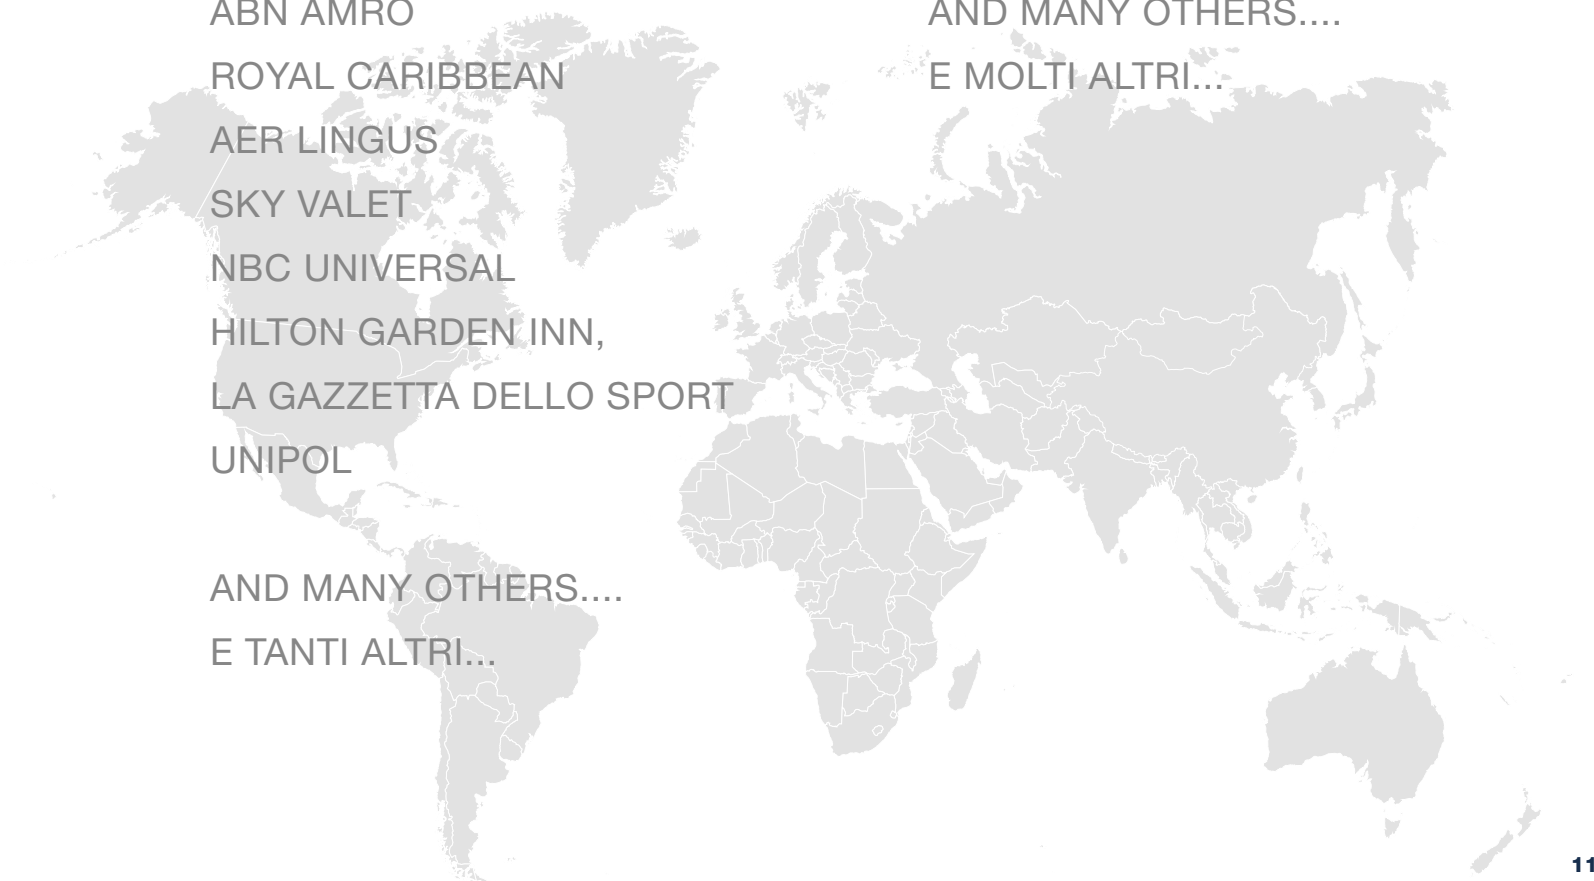 ABN AMRO
ROYAL CARIBBEAN
AER LINGUS
SKY VALET
NBC UNIVERSAL
HILTON GARDEN INN,
LA GAZZETTA DELLO SPORT
UNIPOL
AND MANY OTHERS....
E TANTI ALTRI...
AND MANY OTHERS....
E MOLTI ALTRI...
11